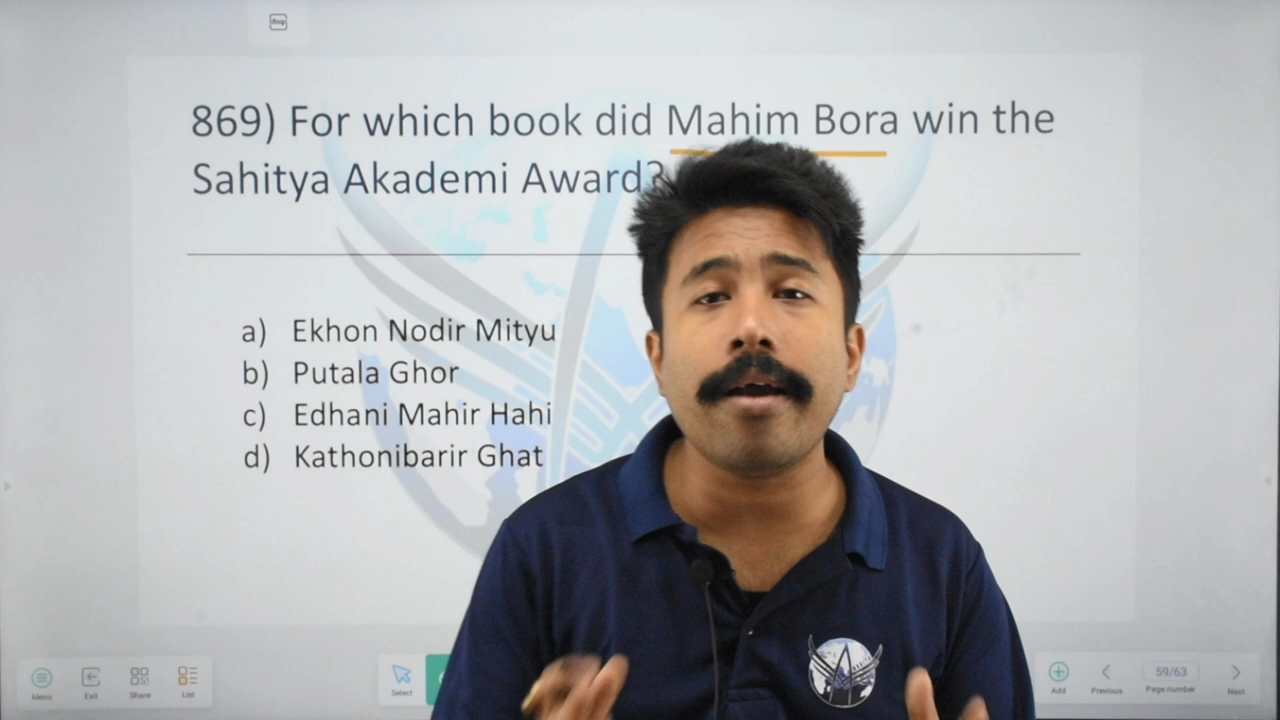 869) For which book did Mahim Bora win the
Sahitya Akademi Award?
a) Ekhon Nodir Mityu
b) Putala Ghor
c) Edhani Mahir Hahi
d) Kathonibarir Ghat
Menu
Exit
Share
List
Select
Add
Previous
59/63
Page number
Next